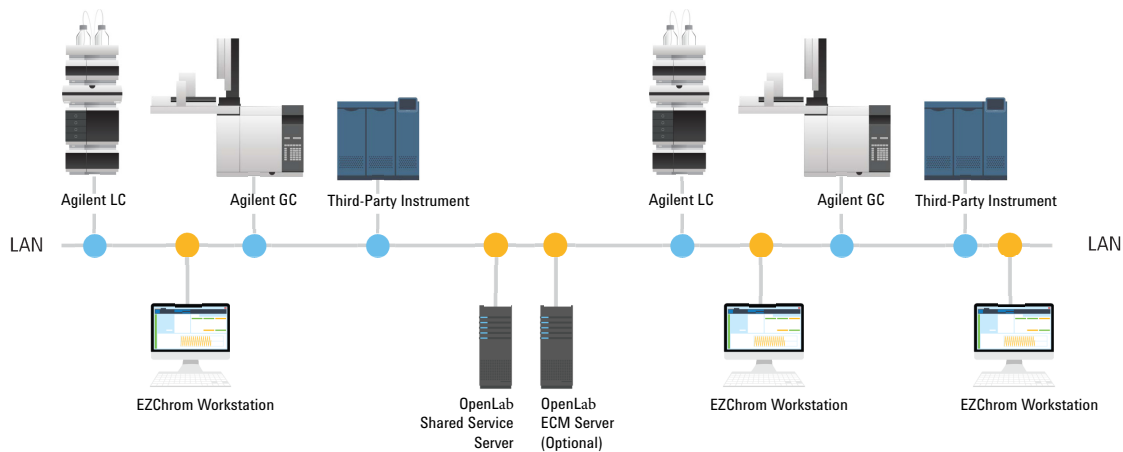 Agilent LC
Agilent GC
Third-Party Instrument
Agilent LC
Agilent GC
Third-Party Instrument
LAN
LAN
EZChrom Workstation
OpenLab
Shared Service
Server
OpenLab
ECM Server
(Optional)
EZChrom Workstation
EZChrom Workstation